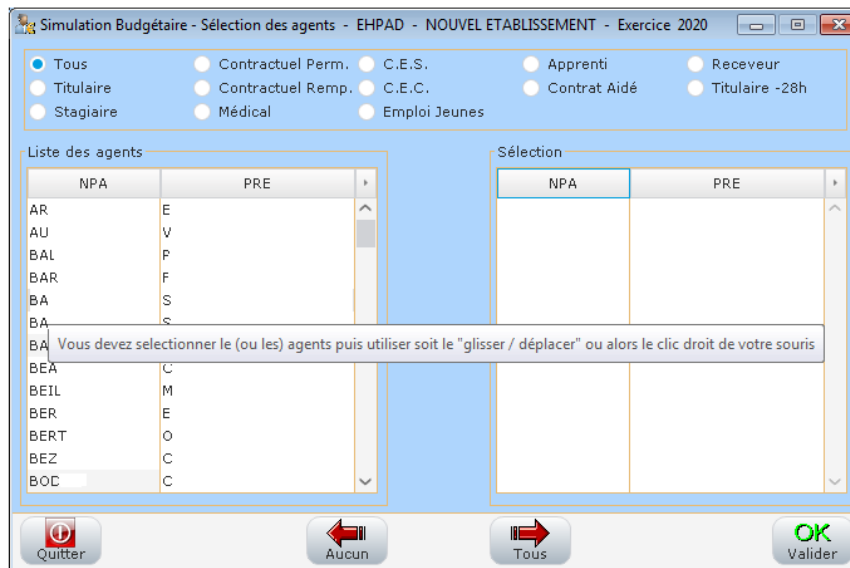 Simulation Budgétaire - Sélection des agents - EHPAD - NOUVEL ETABLISSEMENT - Exercice 2020
Tous Contractuel Perm. C.E.S. Apprenti Receveur
Titulaire Contractuel Remp. C.E.C. Contrat Aidé Titulaire -28h
Stagiaire Médical Emploi Jeunes
Liste des agents Sélection
NPA PRE NPA PRE
AR E
AU V
BAL P
BAR F
BA S
BA S
BA
Vous devez selectionner le (ou les) agents puis utiliser soit le "glisser / déplacer" ou alors le clic droit de votre souris
BEA C
BEIL M
BER E
BERT O
BEZ C
BOD C
Quitter Aucun Tous OK
Valider